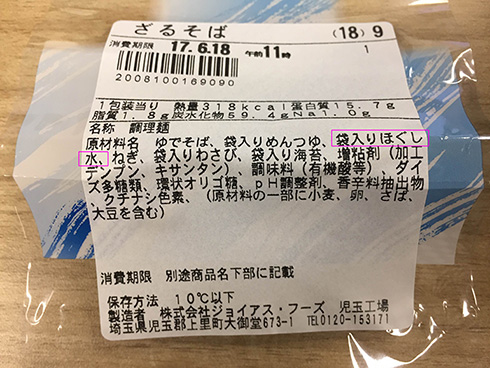 ざるそば (18) 9
消費期限 17.6.18 午前11時 1
2008100169090
1包装当り 熱量318kcal蛋白質15.7g
脂質1.8g炭水化物59.4gNa1.0g
名称 調理麺
原材料名 ゆでそば、袋入りめんつゆ、袋入りほぐし
水、ねぎ、袋入りわさび、袋入り海苔、増粘剤(加工
デンプン、キサンタン)、調味料(有機酸等)、ダイ
ズ多糖類、環状オリゴ糖、pH調整剤、香辛料抽出物
、クチナシ色素、(原材料の一部に小麦、卵、さば、
大豆を含む)
消費期限 別途商品名下部に記載
保存方法 10℃以下
製造者 株式会社ジョイアス・フーズ 児玉工場
埼玉県児玉郡上里町大御堂673-1 TEL0120-153171